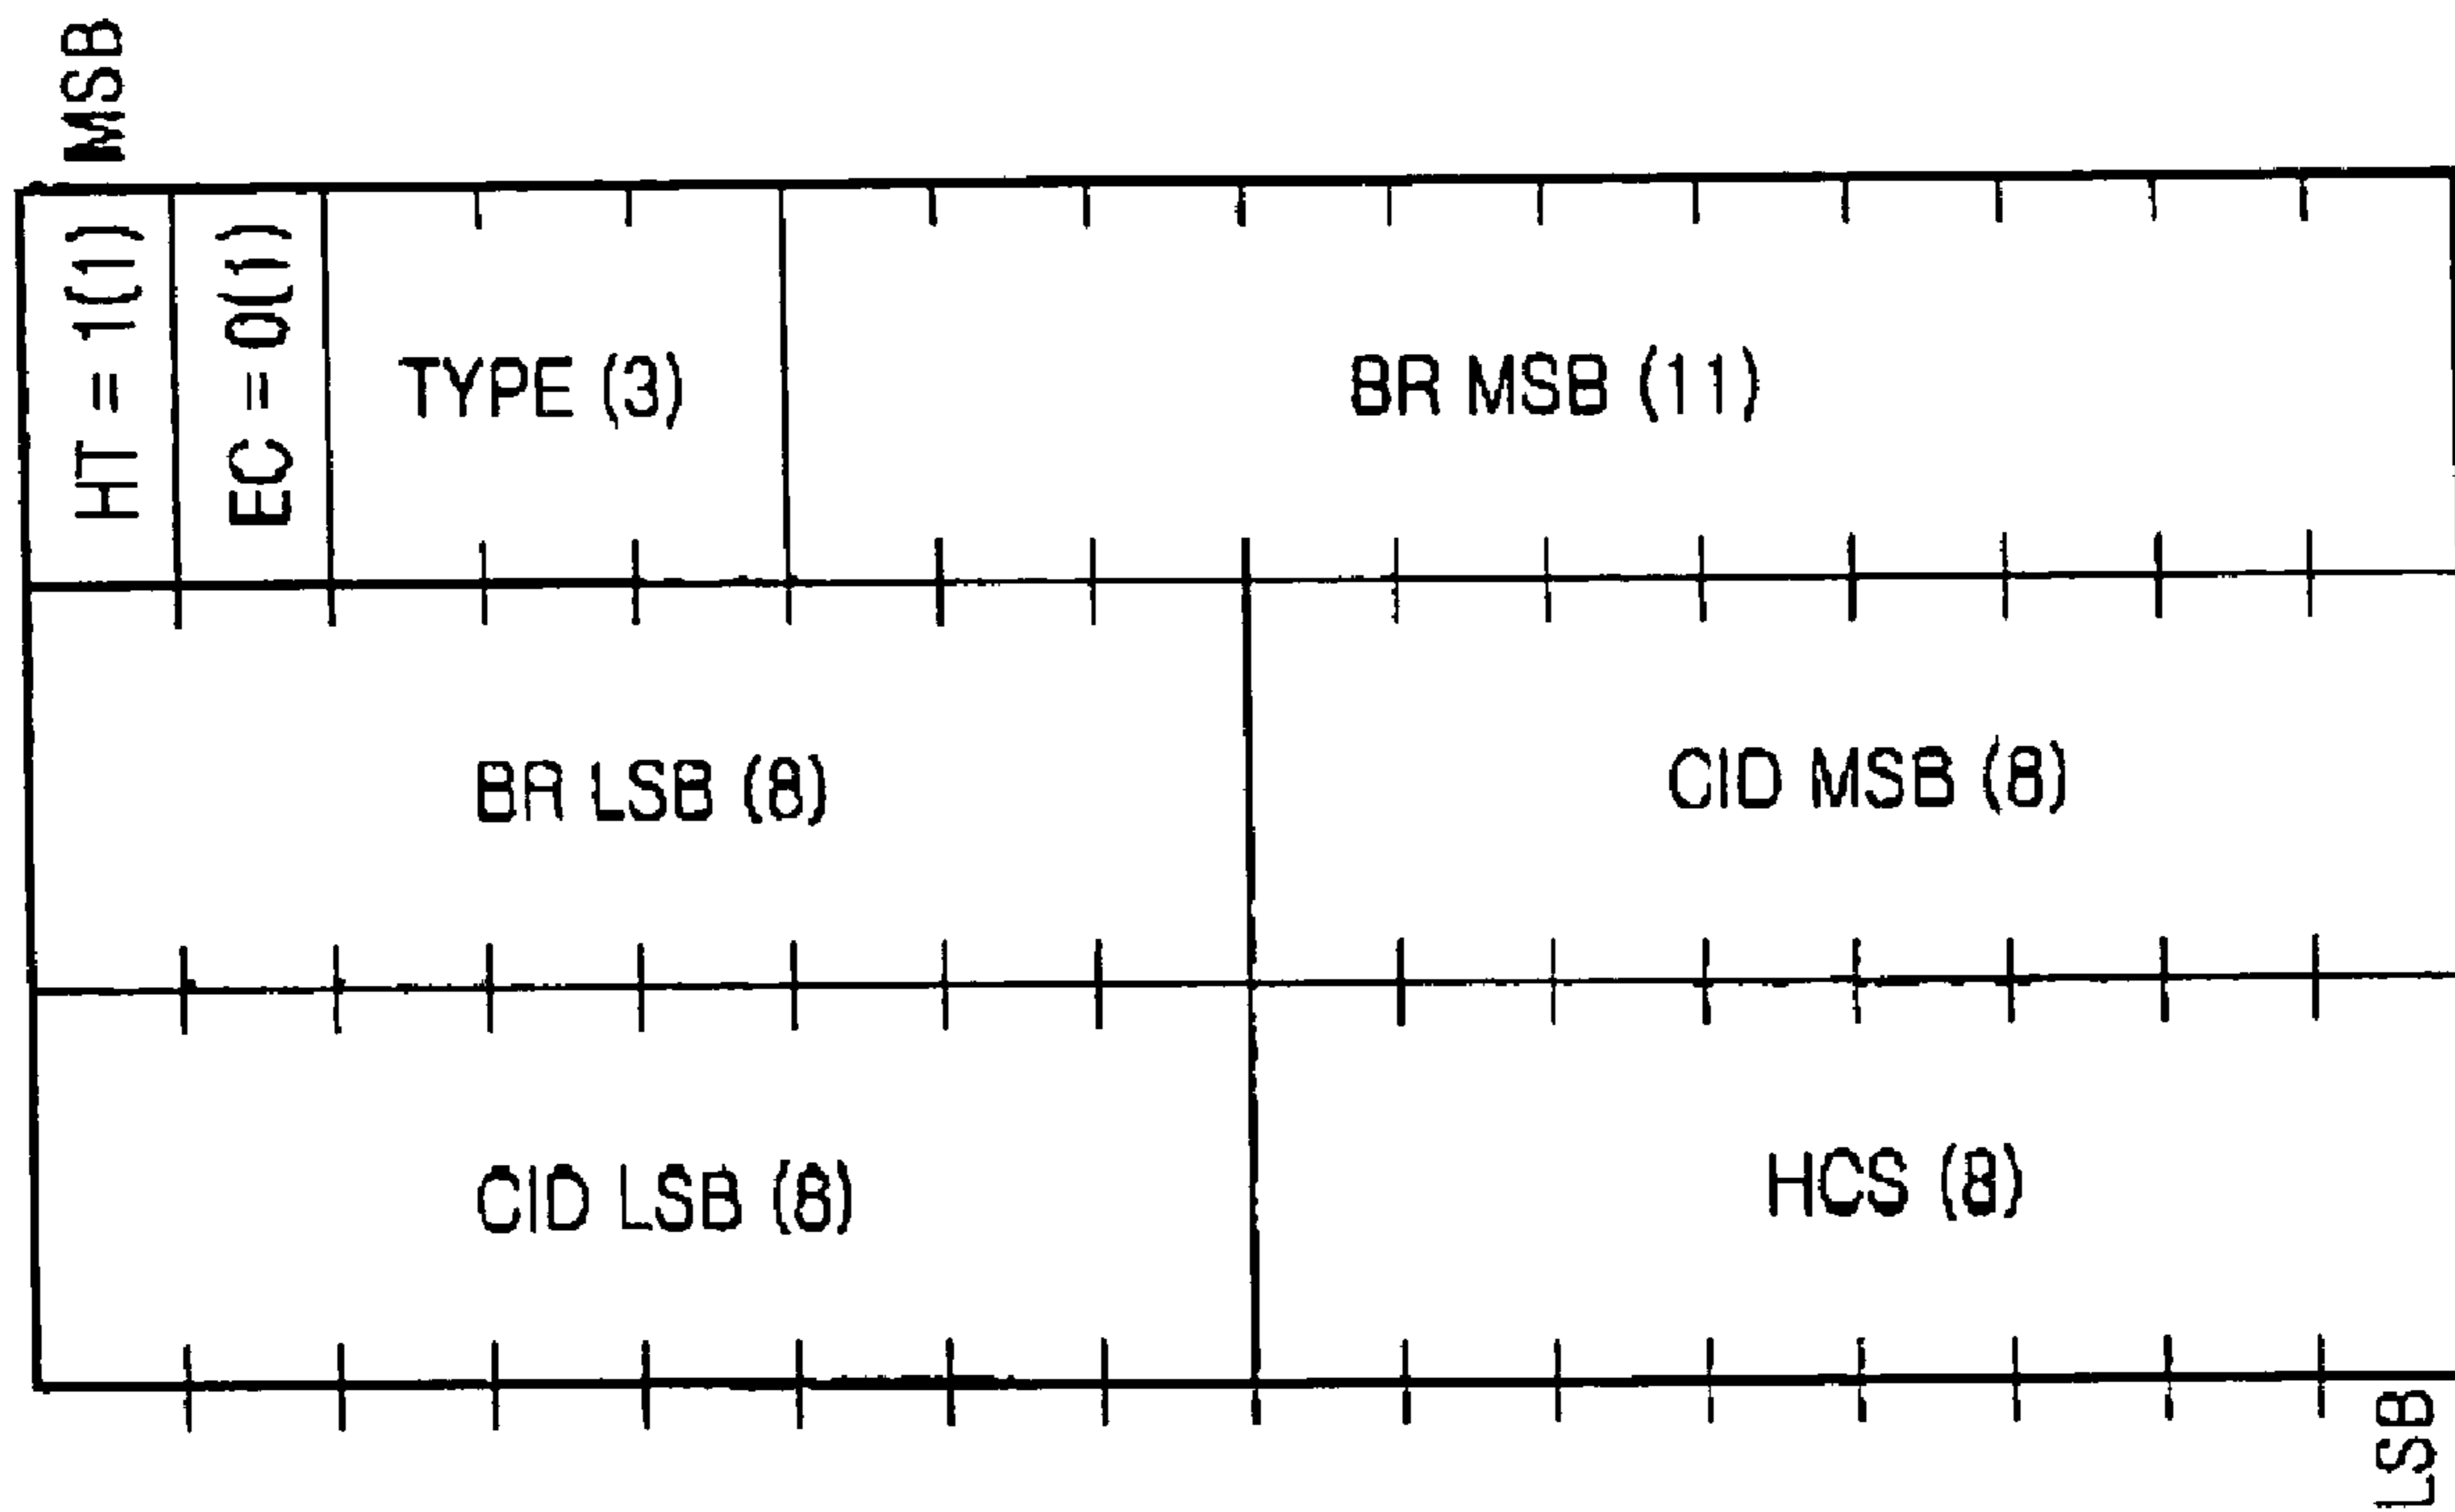 MSB
HT = 1(1)
EC = 0(1)
TYPE (3)
BR MSB (11)
BR LSB (8)
CID MSB (8)
CID LSB (8)
HCS (8)
LSB